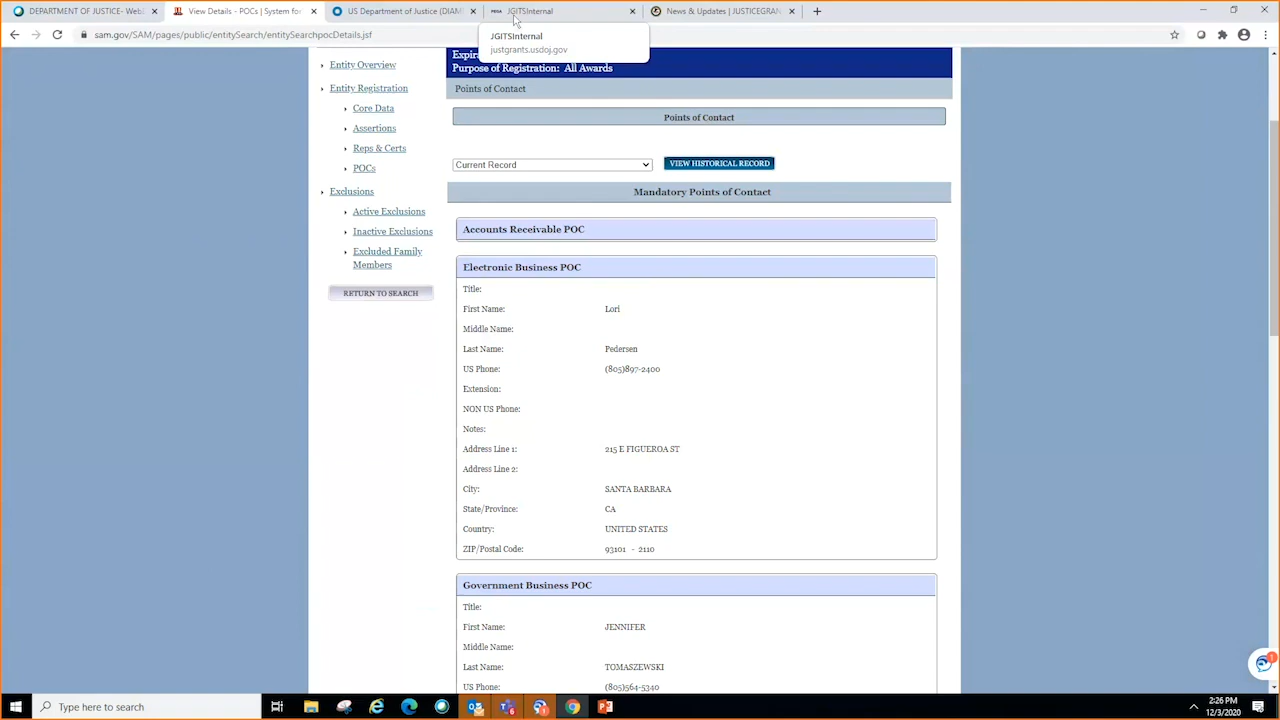 DEPARTMENT OF JUSTICE- Web
View Details - POCs | System for
US Department of Justice (DIAM
PEGA JGITSInternal
News & Updates | JUSTICEGRAN
sam.gov/SAM/pages/public/entitySearch/entitySearchpocDetails.jsf
JGITSInternal
justgrants.usdoj.gov
Entity Overview
Entity Registration
Core Data
Assertions
Reps & Certs
POCs
Exclusions
Active Exclusions
Inactive Exclusions
Excluded Family
Members
RETURN TO SEARCH
Expira
Purpose of Registration: All Awards
Points of Contact
Points of Contact
Current Record
VIEW HISTORICAL RECORD
Mandatory Points of Contact
Accounts Receivable POC
Electronic Business POC
Title:
First Name: Lori
Middle Name:
Last Name: Pedersen
US Phone: (805)897-2400
Extension:
NON US Phone:
Notes:
Address Line 1: 215 E FIGUEROA ST
Address Line 2:
City: SANTA BARBARA
State/Province: CA
Country: UNITED STATES
ZIP/Postal Code: 93101 - 2110
Government Business POC
Title:
First Name: JENNIFER
Middle Name:
Last Name: TOMASZEWSKI
US Phone: (805)564-5340
1
Type here to search
2:26 PM
12/3/2020